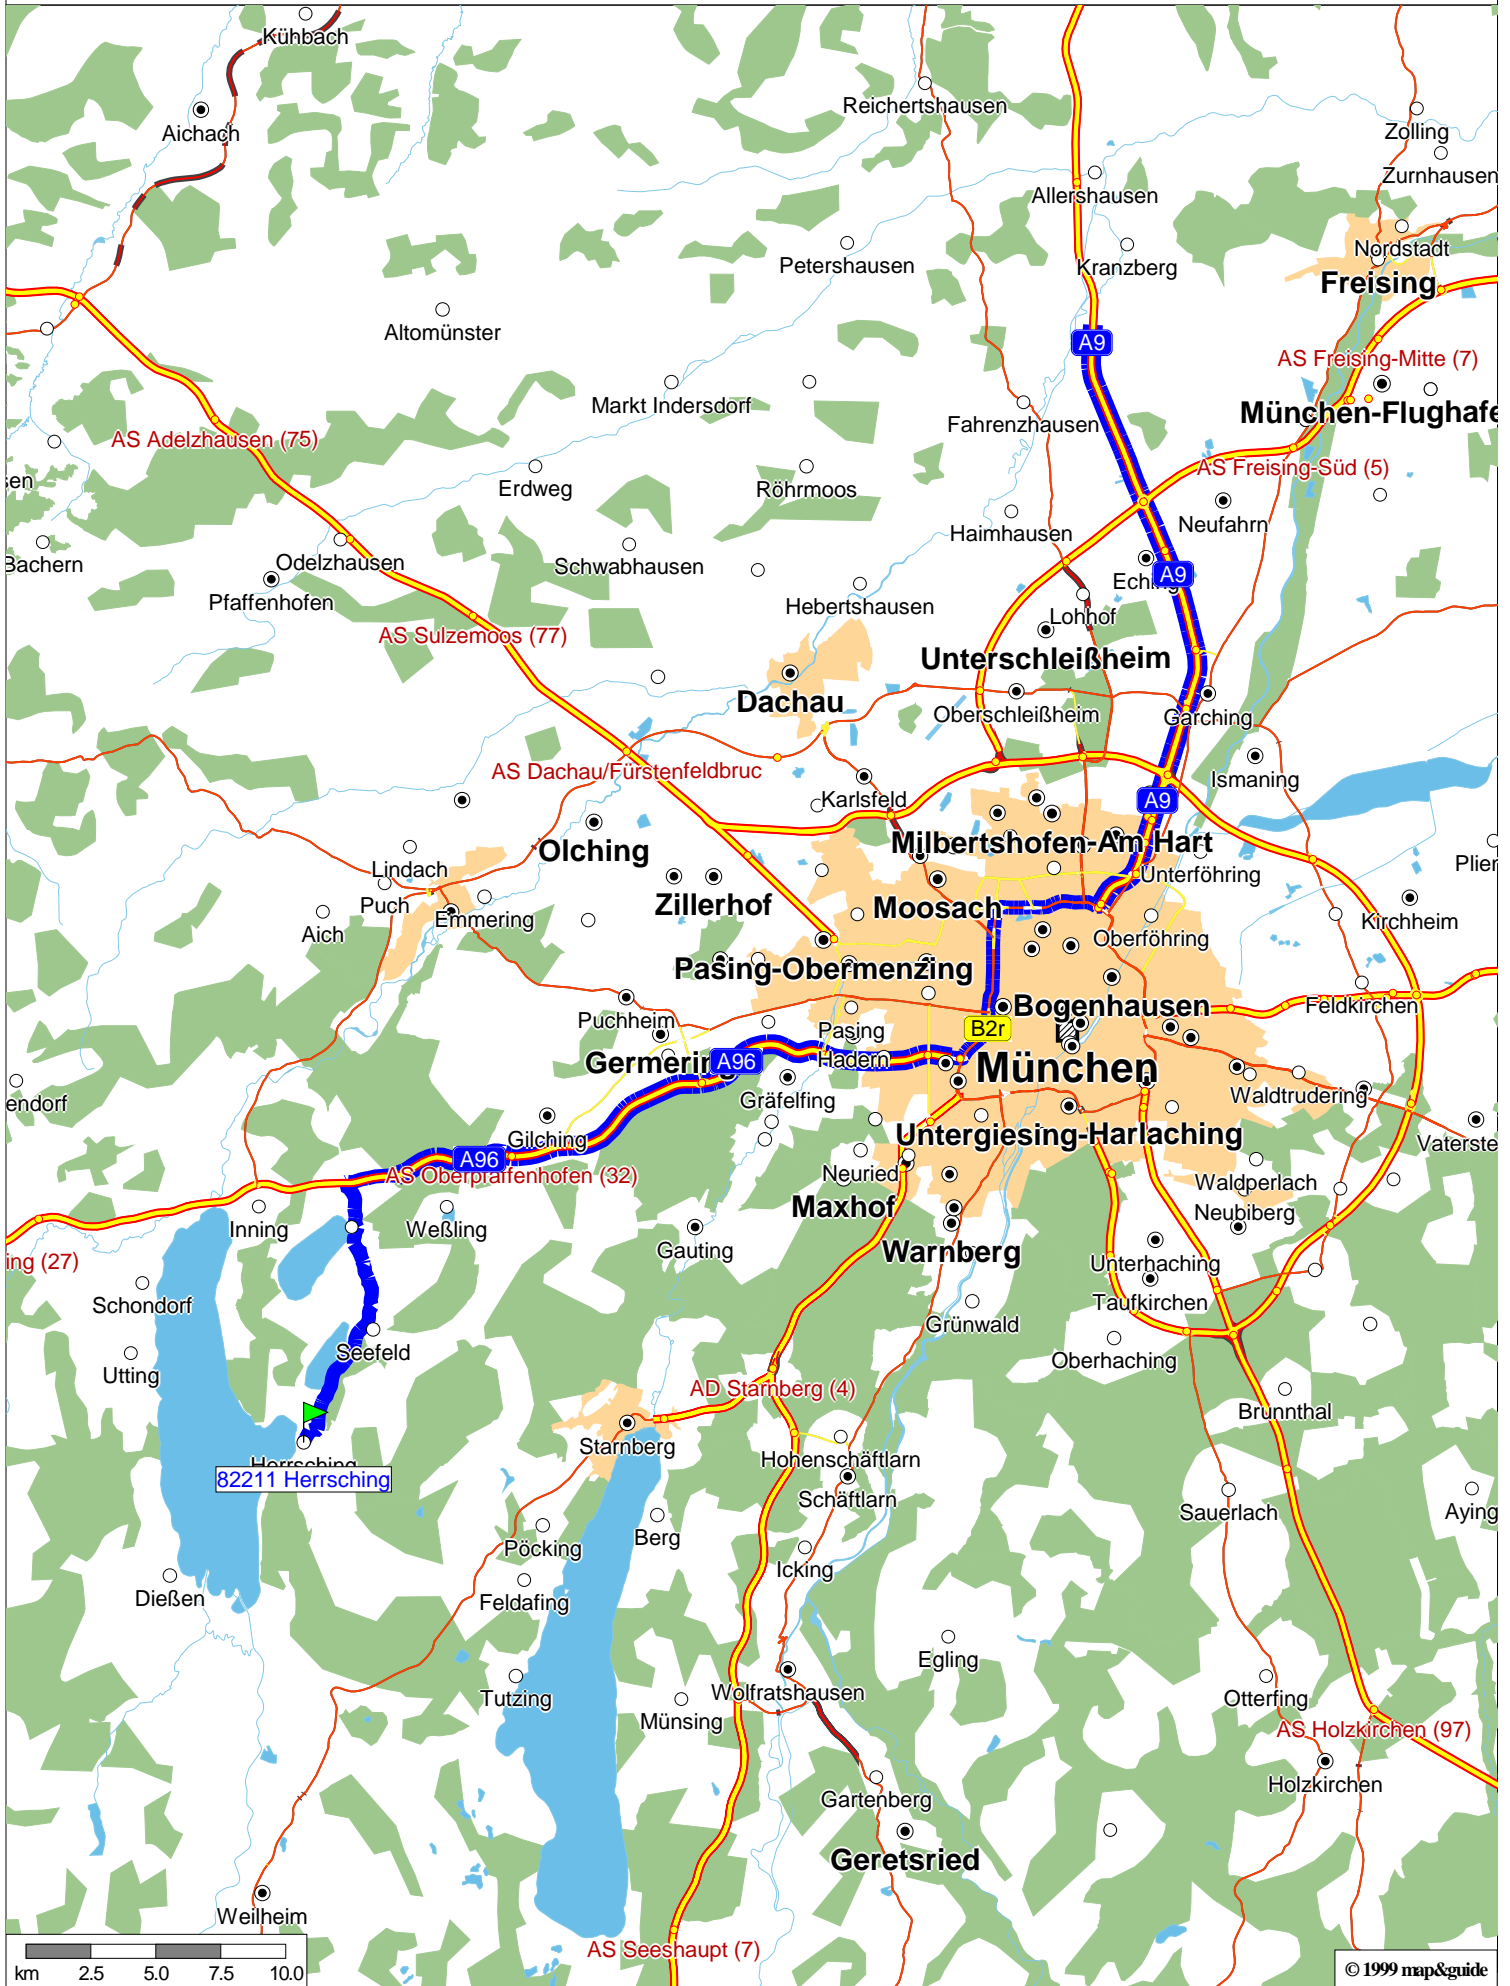 Kühbach
Reichertshausen
Aichach
Zolling
Zurnhausen
Allershausen
Nordstadt
Petershausen
Kranzberg
Freising
Altomünster
A9
AS Freising-Mitte (7)
Markt Indersdorf
München-Flughafe
Fahrenzhausen
AS Adelzhausen (75)
AS Freising-Süd (5)
sen
Erdweg
Röhrmoos
Neufahrn
Haimhausen
Bachern
Odelzhausen
Schwabhausen
Eching
A9
Pfaffenhofen
Hebertshausen
Lohhof
AS Sulzemoos (77)
Unterschleißheim
Dachau
Oberschleißheim
Garching
AS Dachau/Fürstenfeldbruc
Ismaning
Karlsfeld
A9
Milbertshofen-Am Hart
Olching
Lindach
Unterföhring
Plier
Puch
Zillerhof
Moosach
Emmering
Kirchheim
Aich
Oberföhring
Pasing-Obermenzing
Bogenhausen
Feldkirchen
Puchheim
Pasing
B2r
Germering
A96
Hadern
München
endorf
Gräfelfing
Waldtrudering
Gilching
Untergiesing-Harlaching
Vaterste
A96
AS Oberpfaffenhofen (32)
Neuried
Waldperlach
Maxhof
Neubiberg
Inning
Weßling
Gauting
Warnberg
ing (27)
Unterhaching
Schondorf
Taufkirchen
Grünwald
Seefeld
Oberhaching
Utting
AD Starnberg (4)
Brunnthal
Starnberg
Hohenschäftlarn
Herrsching
82211 Herrsching
Schäftlarn
Sauerlach
Aying
Berg
Pöcking
Icking
Dießen
Feldafing
Egling
Tutzing
Wolfratshausen
Otterfing
Münsing
AS Holzkirchen (97)
Holzkirchen
Gartenberg
Geretsried
Weilheim
AS Seeshaupt (7)
km 2.5 5.0 7.5 10.0
© 1999 map&guide